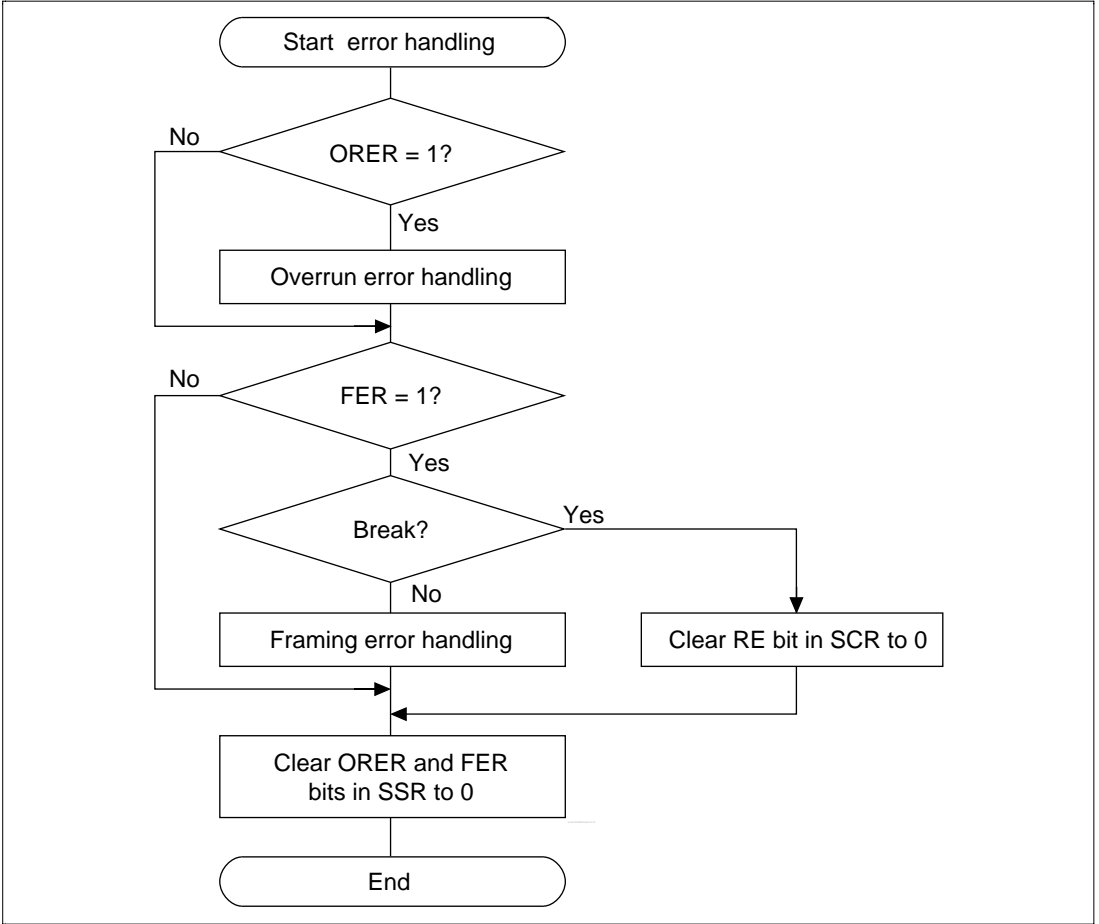 Start error handling
No
ORER = 1?
Yes
Overrun error handling
No
FER = 1?
Yes
Break?
Yes
No
Framing error handling
Clear RE bit in SCR to 0
Clear ORER and FER
bits in SSR to 0
End